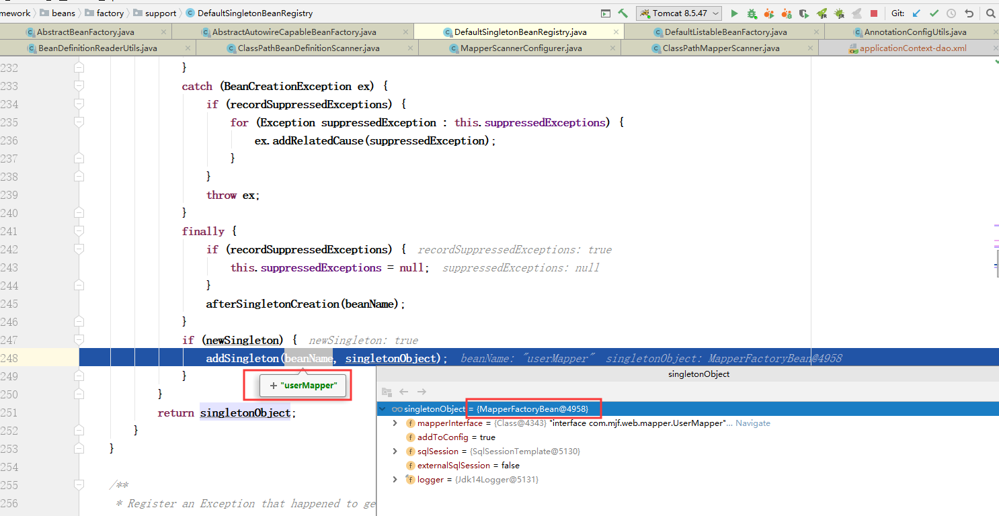 mework beans factory support DefaultSingletonBeanRegistry Tomcat 8.5.47 Git:
AbstractBeanFactory.java AbstractAutowireCapableBeanFactory.java DefaultSingletonBeanRegistry.java DefaultListableBeanFactory.java AnnotationConfigUtils.java
BeanDefinitionReaderUtils.java ClassPathBeanDefinitionScanner.java MapperScannerConfigurer.java ClassPathMapperScanner.java applicationContext-dao.xml
232 }
233 catch (BeanCreationException ex) {
234 if (recordSuppressedExceptions) {
235 for (Exception suppressedException : this.suppressedExceptions) {
236 ex.addRelatedCause(suppressedException);
237 }
238 }
239 throw ex;
240 }
241 finally {
242 if (recordSuppressedExceptions) { recordSuppressedExceptions: true
243 this.suppressedExceptions = null; suppressedExceptions: null
244 }
245 afterSingletonCreation(beanName);
246 }
247 if (newSingleton) { newSingleton: true
248 addSingleton(beanName, singletonObject); beanName: "userMapper" singletonObject: MapperFactoryBean@4958
249 }
250 }
251 return singletonObject;
252 }
253 }
254
255 /**
256 * Register an Exception that happened to ge
+ "userMapper"
singletonObject
singletonObject = {MapperFactoryBean@4958}
mapperInterface = {Class@4343} "interface com.mjf.web.mapper.UserMapper"... Navigate
addToConfig = true
sqlSession = {SqlSessionTemplate@5130}
externalSqlSession = false
logger = {Jdk14Logger@5131}